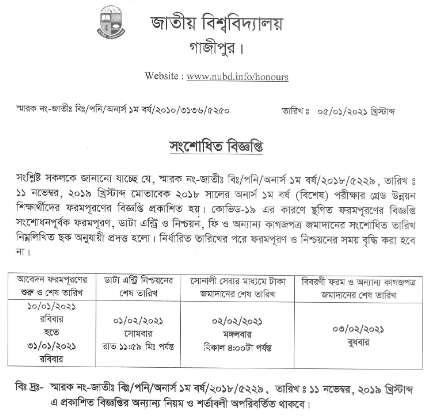 জাতীয় বিশ্ববিদ্যালয়
গাজীপুর।
Website : www.nubd.info/honours
স্মারক নং-জাতীঃ বিঃ/পনি/অনার্স ১ম বর্ষ/২০১০/৩১৩৬/৫২৫০ তারিখ ঃ ০৫/০১/২০২১ খ্রিস্টাব্দ
সংশোধিত বিজ্ঞপ্তি
সংশ্লিষ্ট সকলকে জানানো যাচ্ছে যে, স্মারক নং-জাতীঃ বিঃ/পনি/অনার্স ১ম বর্ষ/২০১৮/৫২২৯, তারিখ ঃ
১১ নভেম্বর, ২০১৯ খ্রিস্টাব্দ মোতাবেক ২০১৮ সালের অনার্স ১ম বর্ষ (বিশেষ) পরীক্ষার গ্রেড উন্নয়ন
শিক্ষার্থীদের ফরমপূরণের বিজ্ঞপ্তি প্রকাশিত হয়। কোভিড-১৯ এর কারণে স্থগিত ফরমপূরণের বিজ্ঞপ্তি
সংশোধনপূর্বক ফরমপূরণ, ডাটা এন্ট্রি ও নিশ্চয়ন, ফি ও অন্যান্য কাগজপত্র জমাদানের সংশোধিত তারিখ
নিম্নলিখিত ছক অনুযায়ী প্রদত্ত হলো। নির্ধারিত তারিখের পরে ফরমপূরণ ও নিশ্চয়নের সময় বৃদ্ধি করা হবে
না।
আবেদন ফরমপূরণের ডাটা এন্ট্রি নিশ্চয়নের সোনালী সেবার মাধ্যমে টাকা বিবরণী ফরম ও অন্যান্য কাগজপত্র
শুরু ও শেষ তারিখ শেষ তারিখ জমাদানের শেষ তারিখ জমাদানের শেষ তারিখ
১০/০১/২০২১
রবিবার ০১/০২/২০২১ ০২/০২/২০২১ ০৩/০২/২০২১
হতে সোমবার মঙ্গলবার বুধবার
৩১/০১/২০২১ রাত ১১:৫৯ মিঃ পর্যন্ত বিকাল ৪:০০টা পর্যন্ত
রবিবার
বিঃ দ্রঃ- স্মারক নং-জাতীঃ বিঃ/পনি/অনার্স ১ম বর্ষ/২০১৮/৫২২৯, তারিখ ঃ ১১ নভেম্বর, ২০১৯ খ্রিস্টাব্দ
এ প্রকাশিত বিজ্ঞপ্তির অন্যান্য নিয়ম ও শর্তাবলী অপরিবর্তিত থাকবে।